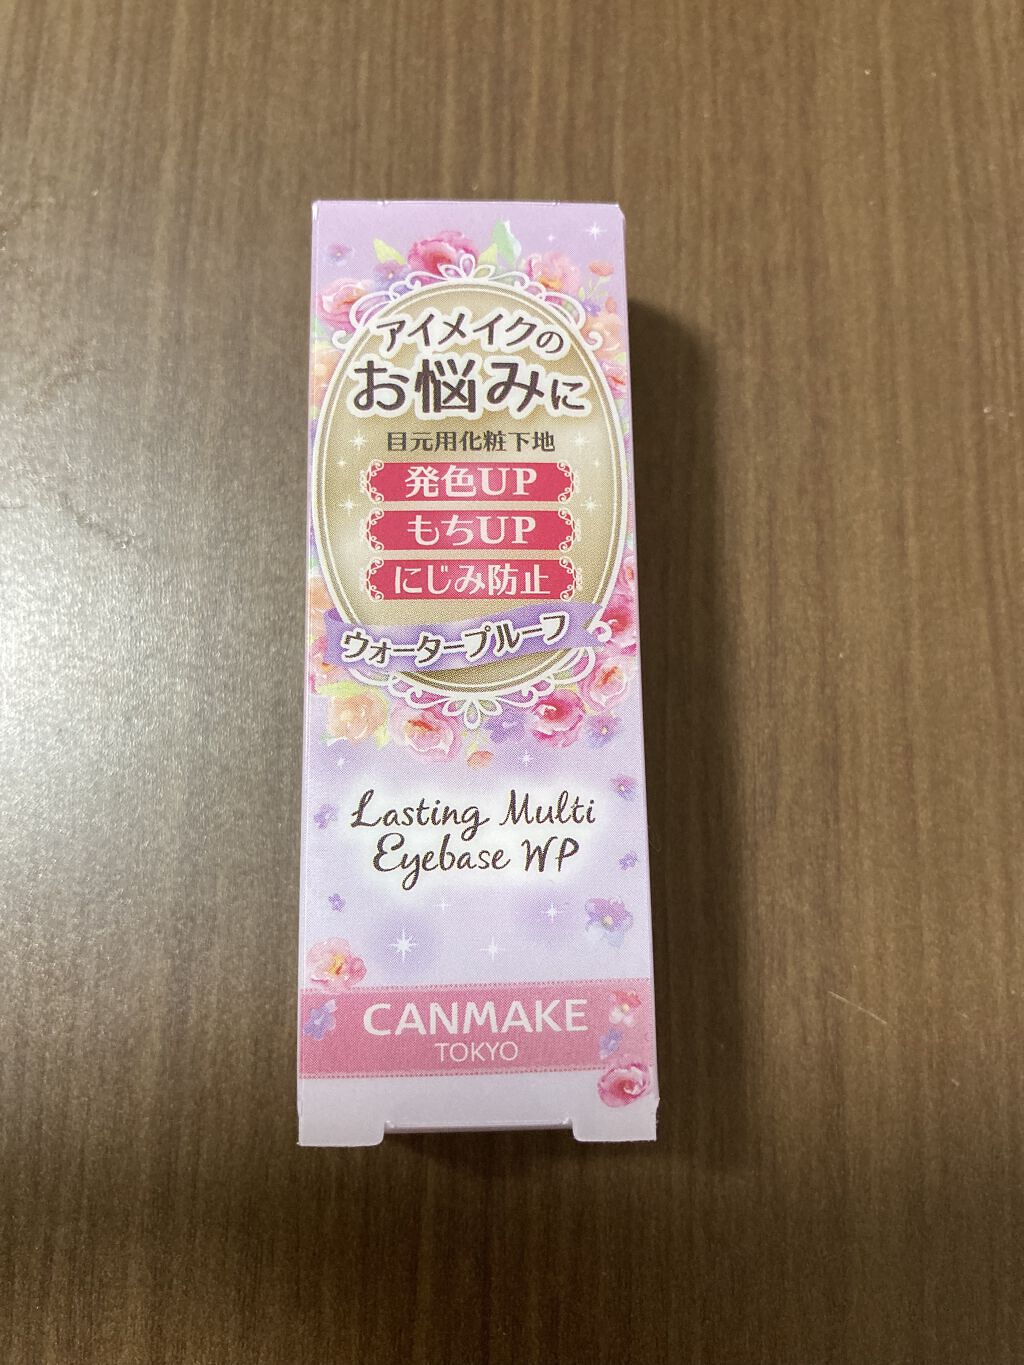 アイメイクの
お悩みに
目元用化粧下地
発色UP
もちUP
にじみ防止
ウォータープルーフ
Lasting Multi
Eyebase WP
CANMAKE
TOKYO